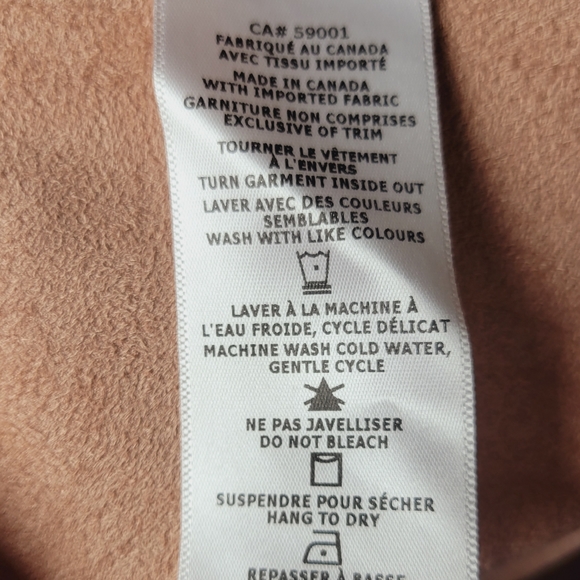 CA# 59001
FABRIQUÉ AU CANADA
AVEC TISSU IMPORTÉ
MADE IN CANADA
WITH IMPORTED FABRIC
GARNITURE NON COMPRISES
EXCLUSIVE OF TRIM
TOURNER LE VÊTEMENT
À L'ENVERS
TURN GARMENT INSIDE OUT
LAVER AVEC DES COULEURS
SEMBLABLES
WASH WITH LIKE COLOURS
LAVER À LA MACHINE À
L'EAU FROIDE, CYCLE DÉLICAT
MACHINE WASH COLD WATER,
GENTLE CYCLE
NE PAS JAVELLISER
DO NOT BLEACH
SUSPENDRE POUR SÉCHER
HANG TO DRY
REPASSER À BASSE